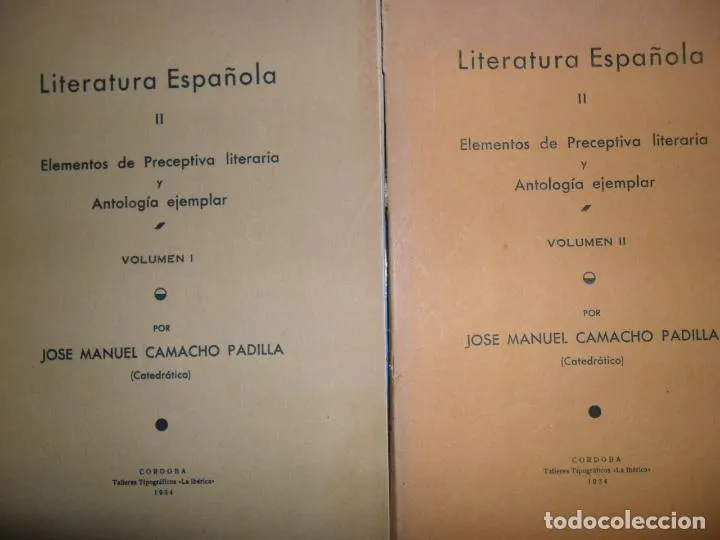 Literatura Española
II
Elementos de Preceptiva literaria
y
Antología ejemplar
VOLUMEN I
POR
JOSE MANUEL CAMACHO PADILLA
(Catedrático)
CORDOBA
Talleres Tipográficos «La Ibérica»
1934
Literatura Española
II
Elementos de Preceptiva literaria
y
Antología ejemplar
VOLUMEN II
POR
JOSE MANUEL CAMACHO PADILLA
(Catedrático)
CORDOBA
Talleres Tipográficos «La Ibérica»
1934
todocoleccion.net